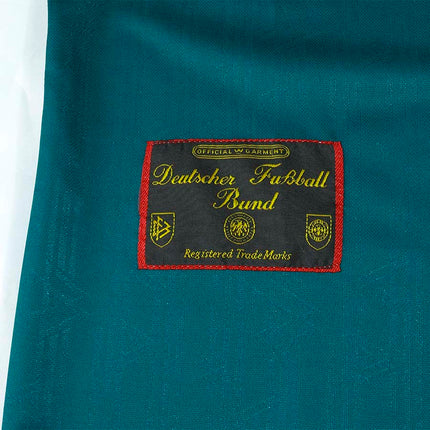 OFFICIAL W GARMENT
Deutscher Fußball
Bund
Registered Trade Marks